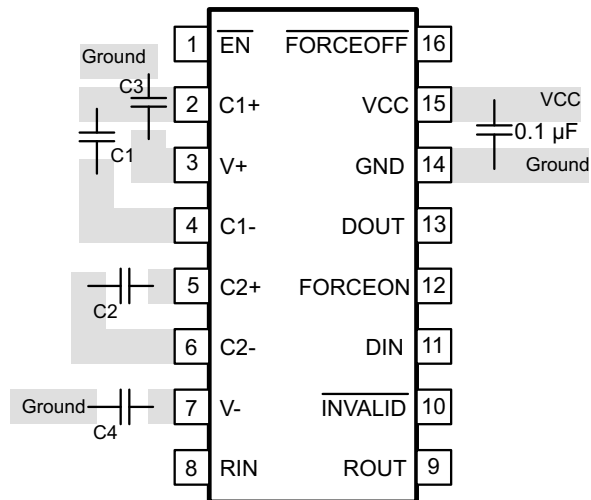 1 EN FORCEOFF 16
Ground
C3
2 C1+ VCC 15 VCC
C1
0.1 µF
3 V+ GND 14 Ground
4 C1- DOUT 13
5 C2+ FORCEON 12
C2
6 C2- DIN 11
Ground 7 V- INVALID 10
C4
8 RIN ROUT 9